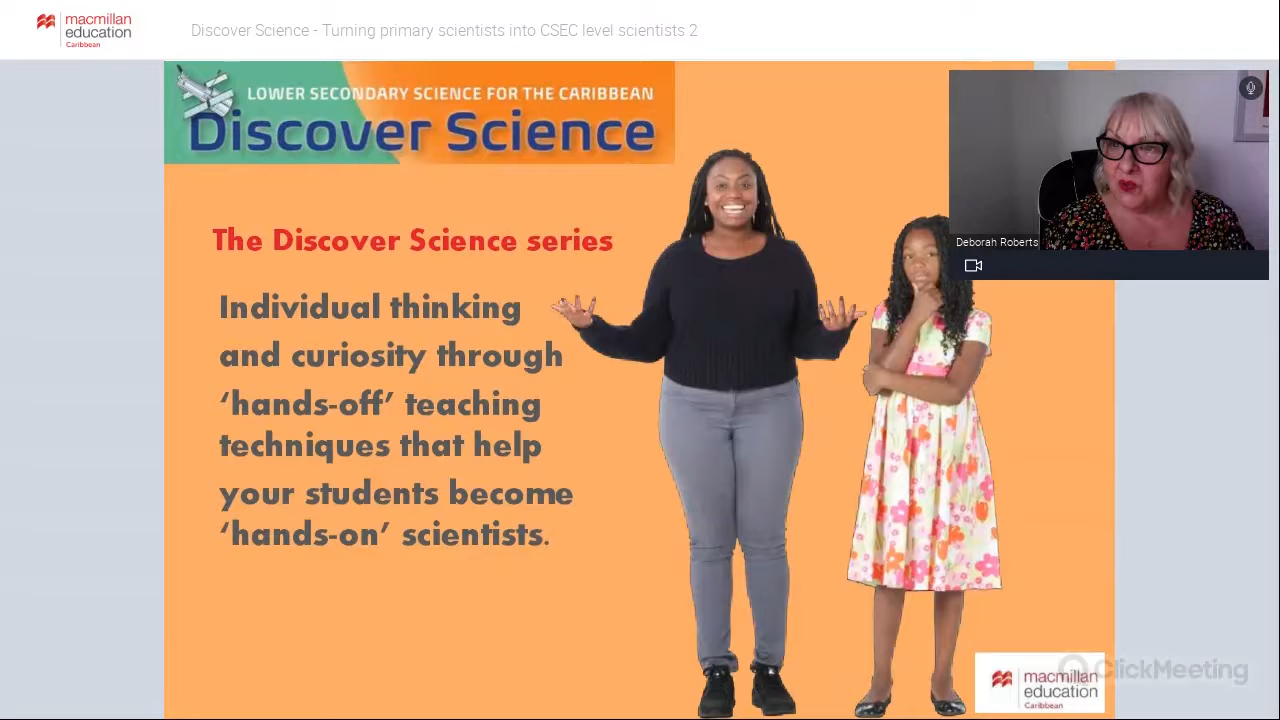 macmillan
education
Caribbean
Discover Science - Turning primary scientists into CSEC level scientists 2
LOWER SECONDARY SCIENCE FOR THE CARIBBEAN
Discover Science
Deborah Roberts
The Discover Science series
Individual thinking
and curiosity through
‘hands-off’ teaching
techniques that help
your students become
‘hands-on’ scientists.
ClickMeeting
macmillan
education
Caribbean